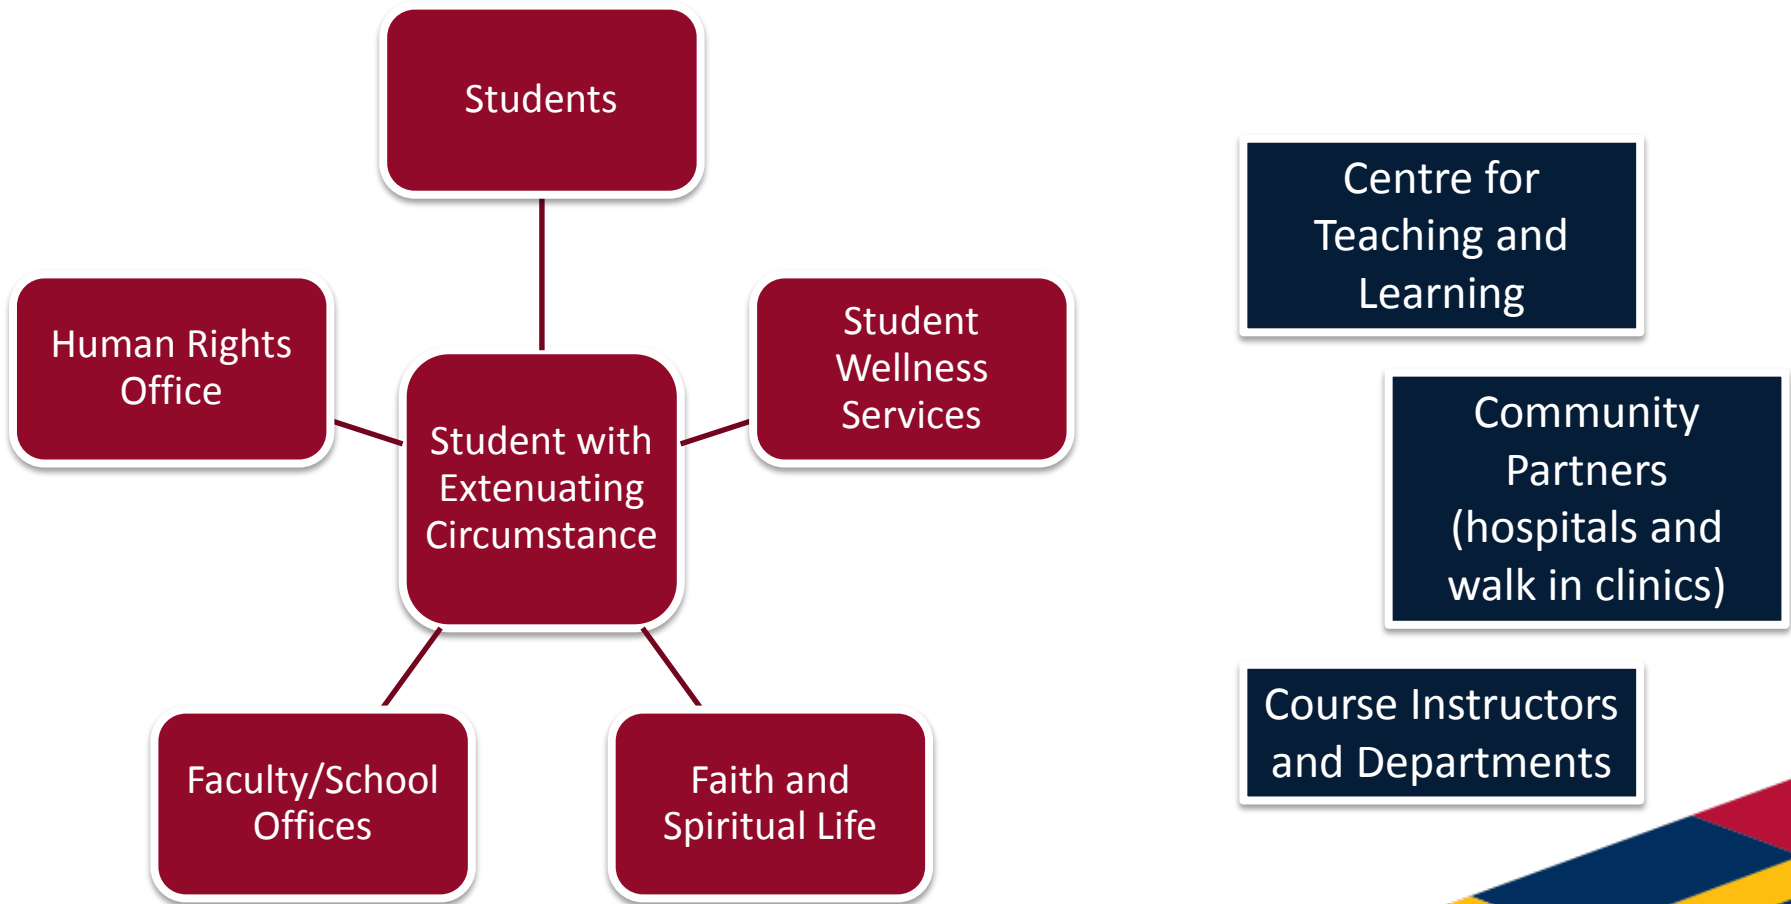 Students
Human Rights
Office
Student
Wellness
Services
Student with
Extenuating
Circumstance
Faculty/School
Offices
Faith and
Spiritual Life
Centre for
Teaching and
Learning
Community
Partners
(hospitals and
walk in clinics)
Course Instructors
and Departments